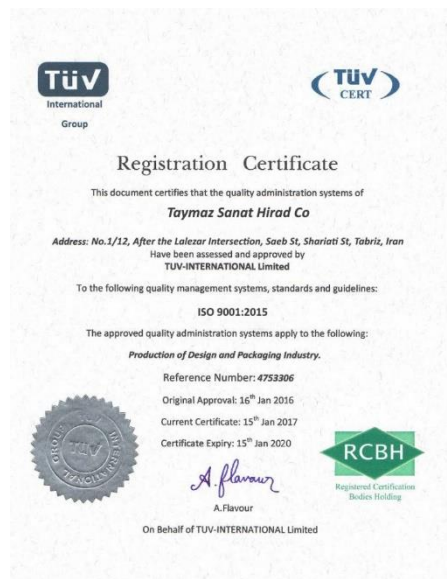 TÜV
International
Group
TÜV
CERT
Registration Certificate
This document certifies that the quality administration systems of
Taymaz Sanat Hirad Co
Address: No.1/12, After the Lalezar Intersection, Saeb St, Shariati St, Tabriz, Iran
Have been assessed and approved by
TUV-INTERNATIONAL Limited
To the following quality management systems, standards and guidelines:
ISO 9001:2015
The approved quality administration systems apply to the following:
Production of Design and Packaging Industry.
Reference Number: 4753306
Original Approval: 16th Jan 2016
Current Certificate: 15th Jan 2017
Certificate Expiry: 15th Jan 2020
TÜV
INTERNATIONAL GROUP
A.flavour
A.Flavour
On Behalf of TUV-INTERNATIONAL Limited
RCBH
Registered Certification
Bodies Holding